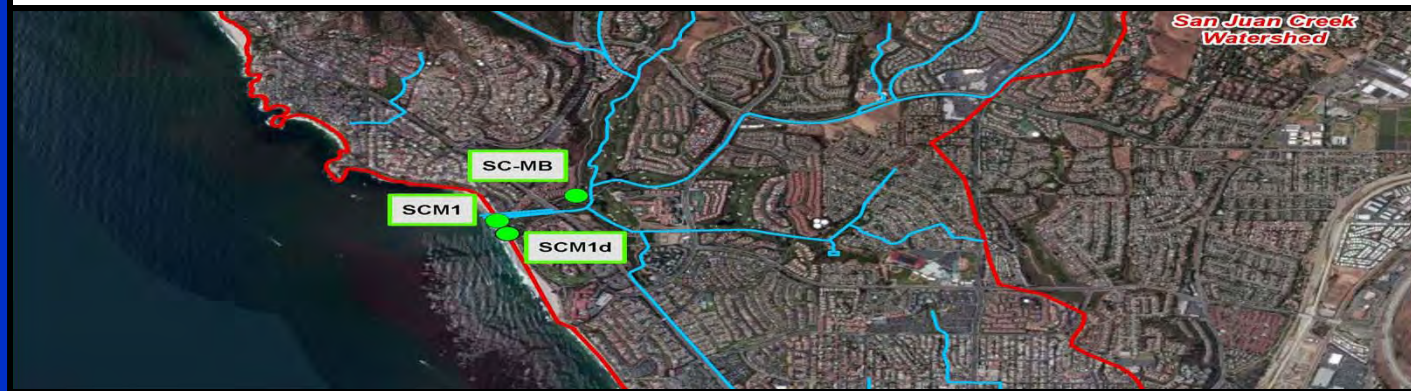 San Juan Creek
Watershed
SC-MB
SCM1
SCM1d